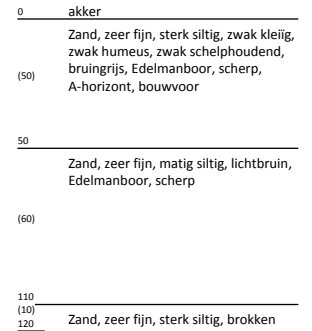 0 akker
Zand, zeer fijn, sterk siltig, zwak kleiïg,
zwak humeus, zwak schelphoudend,
bruingrijs, Edelmanboor, scherp,
(50)
A-horizont, bouwvoor
50
Zand, zeer fijn, matig siltig, lichtbruin,
Edelmanboor, scherp
(60)
110
(10)
120
Zand, zeer fijn, sterk siltig, brokken